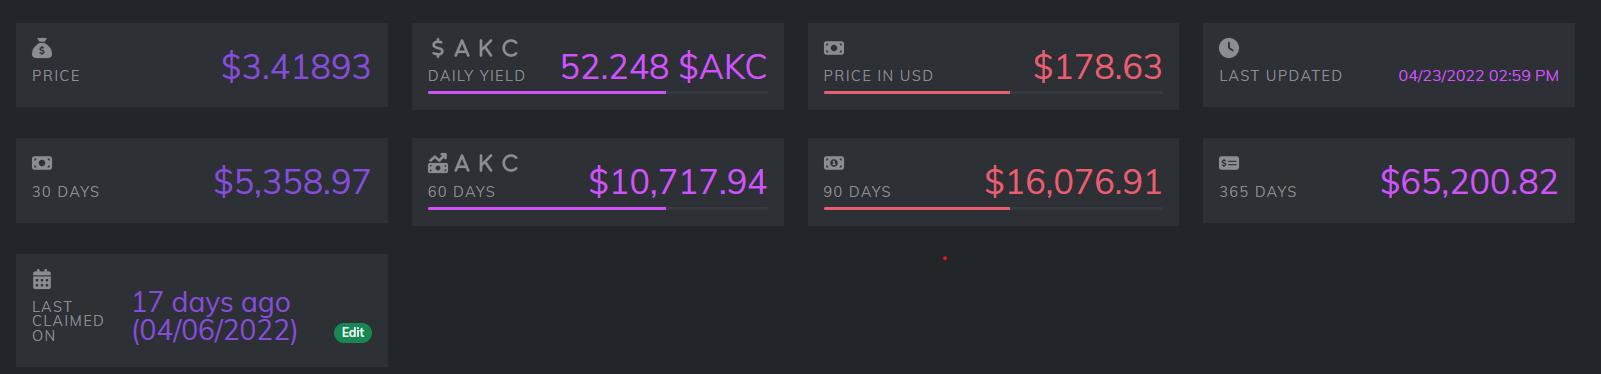 PRICE
$3.41893
$ A K C
DAILY YIELD
52.248 $AKC
PRICE IN USD
$178.63
LAST UPDATED
04/23/2022 02:59 PM
30 DAYS
$5,358.97
A K C
60 DAYS
$10,717.94
90 DAYS
$16,076.91
365 DAYS
$65,200.82
LAST
CLAIMED
ON
17 days ago
(04/06/2022)
Edit